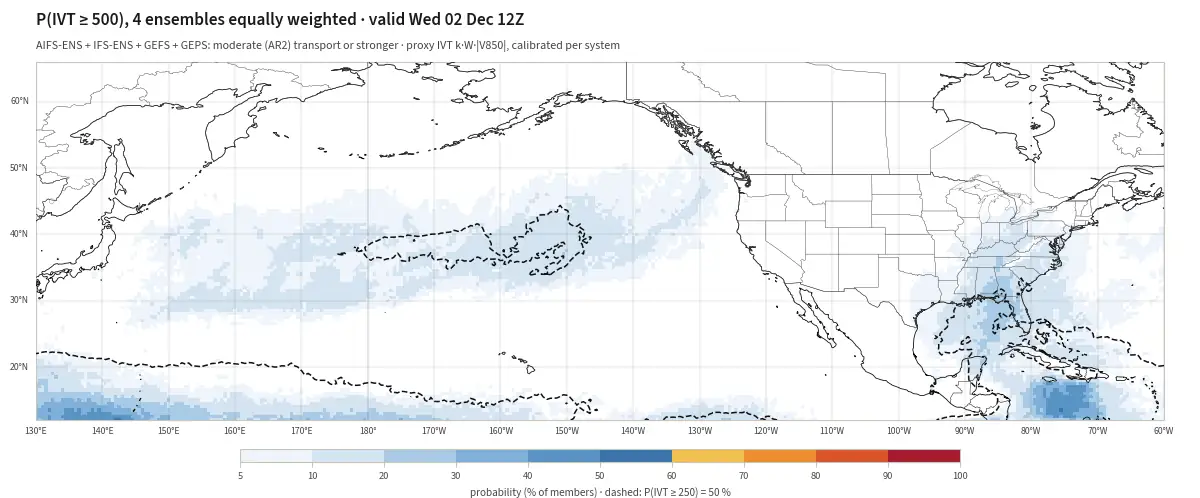 P(IVT ≥ 500), 4 ensembles equally weighted · valid Wed 02 Dec 12Z
AIFS-ENS + IFS-ENS + GEFS + GEPS: moderate (AR2) transport or stronger · proxy IVT k·W·|V850|, calibrated per system
60°N
50°N
40°N
30°N
20°N
130°E 140°E 150°E 160°E 170°E 180° 170°W 160°W 150°W 140°W 130°W 120°W 110°W 100°W 90°W 80°W 70°W 60°W
5 10 20 30 40 50 60 70 80 90 100
probability (% of members) · dashed: P(IVT ≥ 250) = 50 %